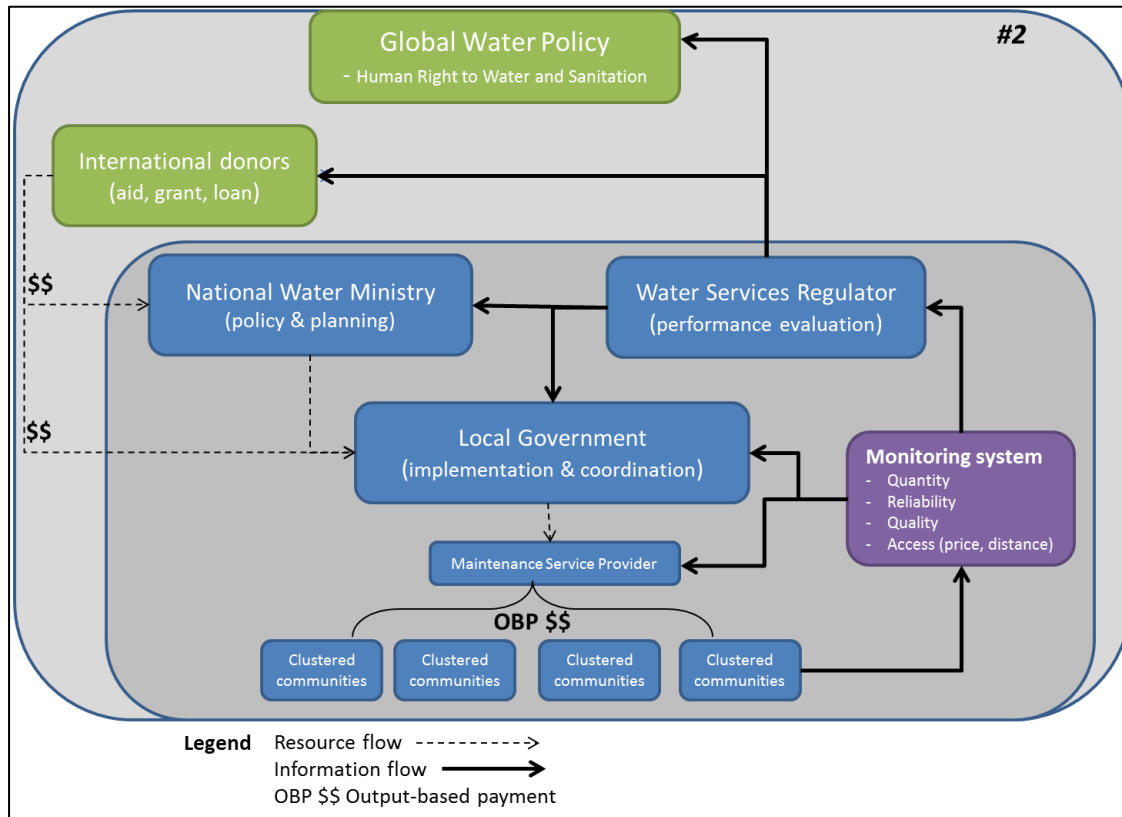 #2
Global Water Policy
- Human Right to Water and Sanitation
International donors
(aid, grant, loan)
$$
National Water Ministry
(policy & planning)
Water Services Regulator
(performance evaluation)
$$
Local Government
(implementation & coordination)
Monitoring system
- Quantity
- Reliability
- Quality
- Access (price, distance)
Maintenance Service Provider
OBP $$
Clustered
communities
Clustered
communities
Clustered
communities
Clustered
communities
Legend
Resource flow
Information flow
OBP $$ Output-based payment